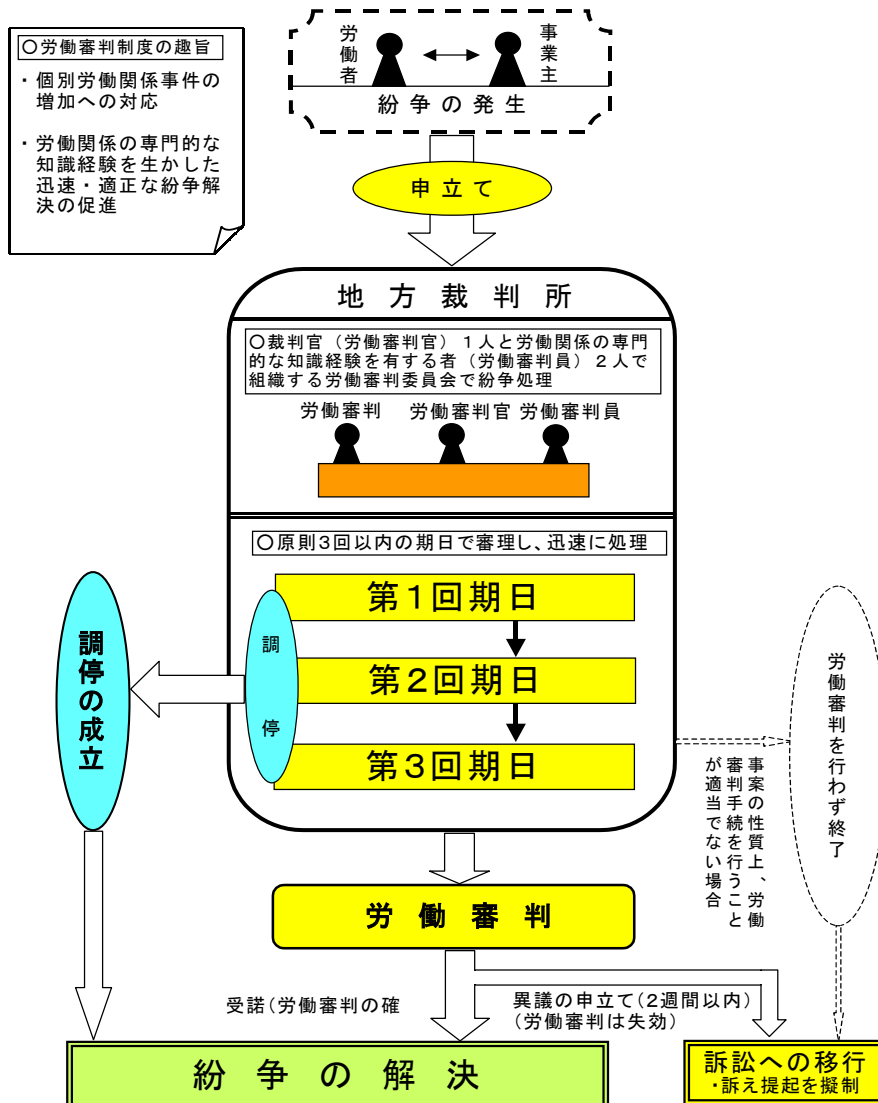 ○労働審判制度の趣旨
・個別労働関係事件の
増加への対応
・労働関係の専門的な
知識経験を生かした
迅速・適正な紛争解
決の促進
労働者
事業主
紛争の発生
申立て
地方裁判所
○裁判官（労働審判官）１人と労働関係の専門
的な知識経験を有する者（労働審判員）２人で
組織する労働審判委員会で紛争処理
労働審判
労働審判官
労働審判員
○原則3回以内の期日で審理し、迅速に処理
第１回期日
第２回期日
第３回期日
調停
調停の成立
事案の性質上、労働
審判手続を行うこと
が適当でない場合
労働審判を行わず終了
労働審判
受諾(労働審判の確
異議の申立て(2週間以内)
(労働審判は失効)
紛争の解決
訴訟への移行
・訴え提起を擬制